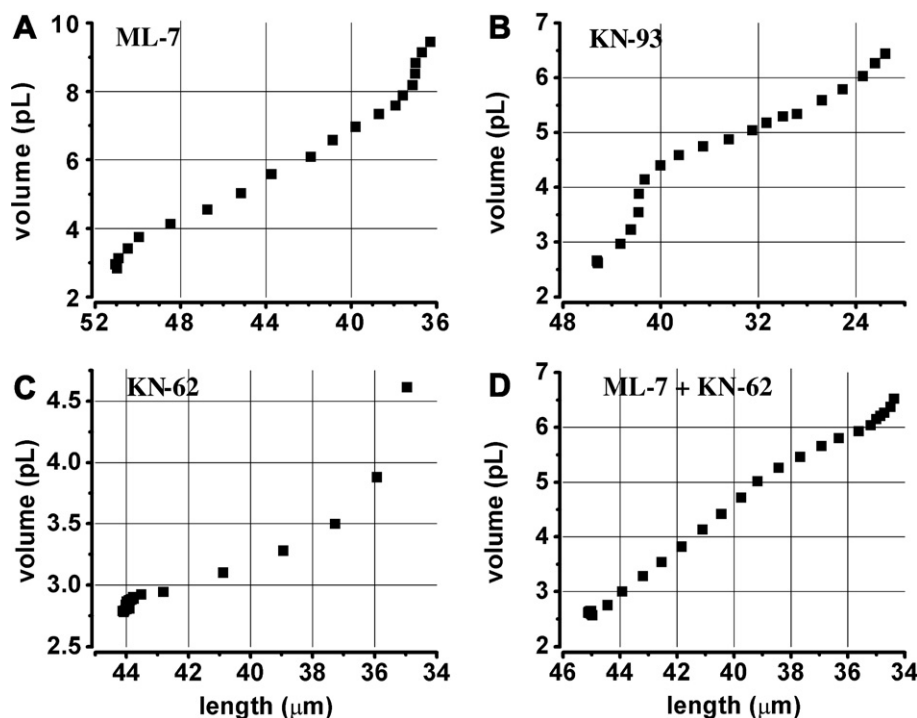 A
ML-7
volume (pL)
10
8
6
4
2
52 48 44 40 36
B
KN-93
volume (pL)
7
6
5
4
3
2
48 40 32 24
C
KN-62
volume (pL)
4.5
4.0
3.5
3.0
2.5
44 42 40 38 36 34
length (μm)
D
ML-7 + KN-62
volume (pL)
7
6
5
4
3
2
46 44 42 40 38 36 34
length (μm)